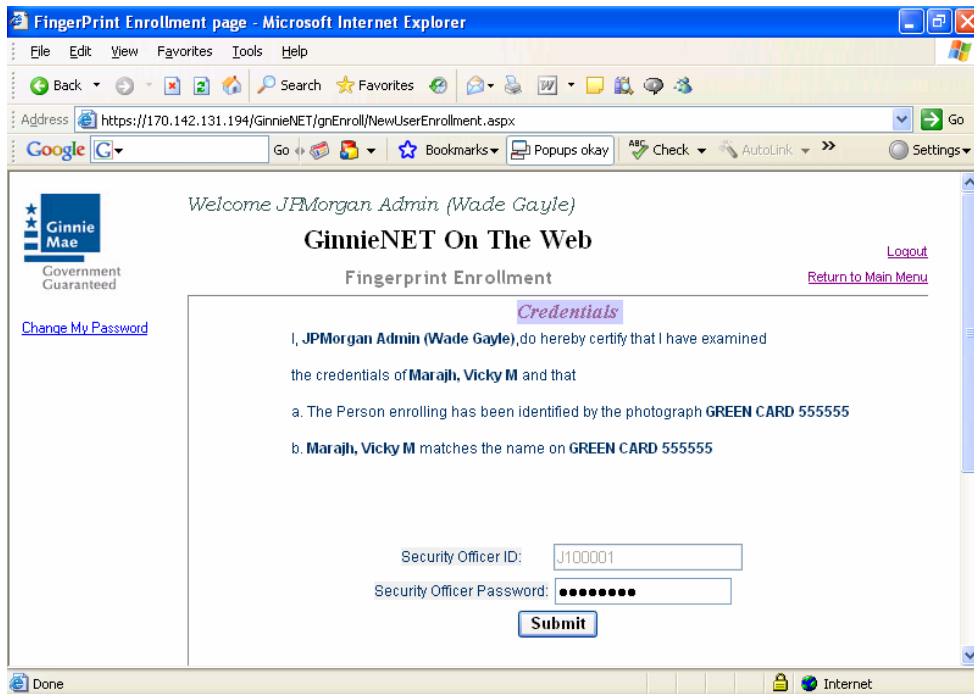 FingerPrint Enrollment page - Microsoft Internet Explorer
File Edit View Favorites Tools Help
Back Search Favorites
Address https://170.142.131.194/GinnieNET/gnEnroll/NewUserEnrollment.aspx Go
Google G Go Bookmarks Popups okay ABC Check AutoLink >> Settings
Ginnie
Mae
Government
Guaranteed
Change My Password
Welcome JPMorgan Admin (Wade Gayle)
GinnieNET On The Web
Logout
Fingerprint Enrollment
Return to Main Menu
Credentials
I, JPMorgan Admin (Wade Gayle),do hereby certify that I have examined
the credentials of Marajh, Vicky M and that
a. The Person enrolling has been identified by the photograph GREEN CARD 555555
b. Marajh, Vicky M matches the name on GREEN CARD 555555
Security Officer ID: J100001
Security Officer Password: ●●●●●●●●
Submit
Done Internet